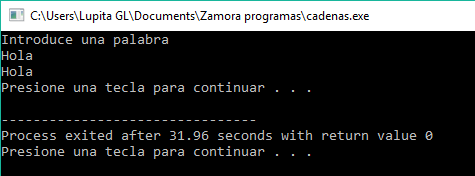 C:\Users\Lupita GL\Documents\Zamora programas\cadenas.exe
Introduce una palabra
Hola
Hola
Presione una tecla para continuar . . .
--------------------------------
Process exited after 31.96 seconds with return value 0
Presione una tecla para continuar . . .